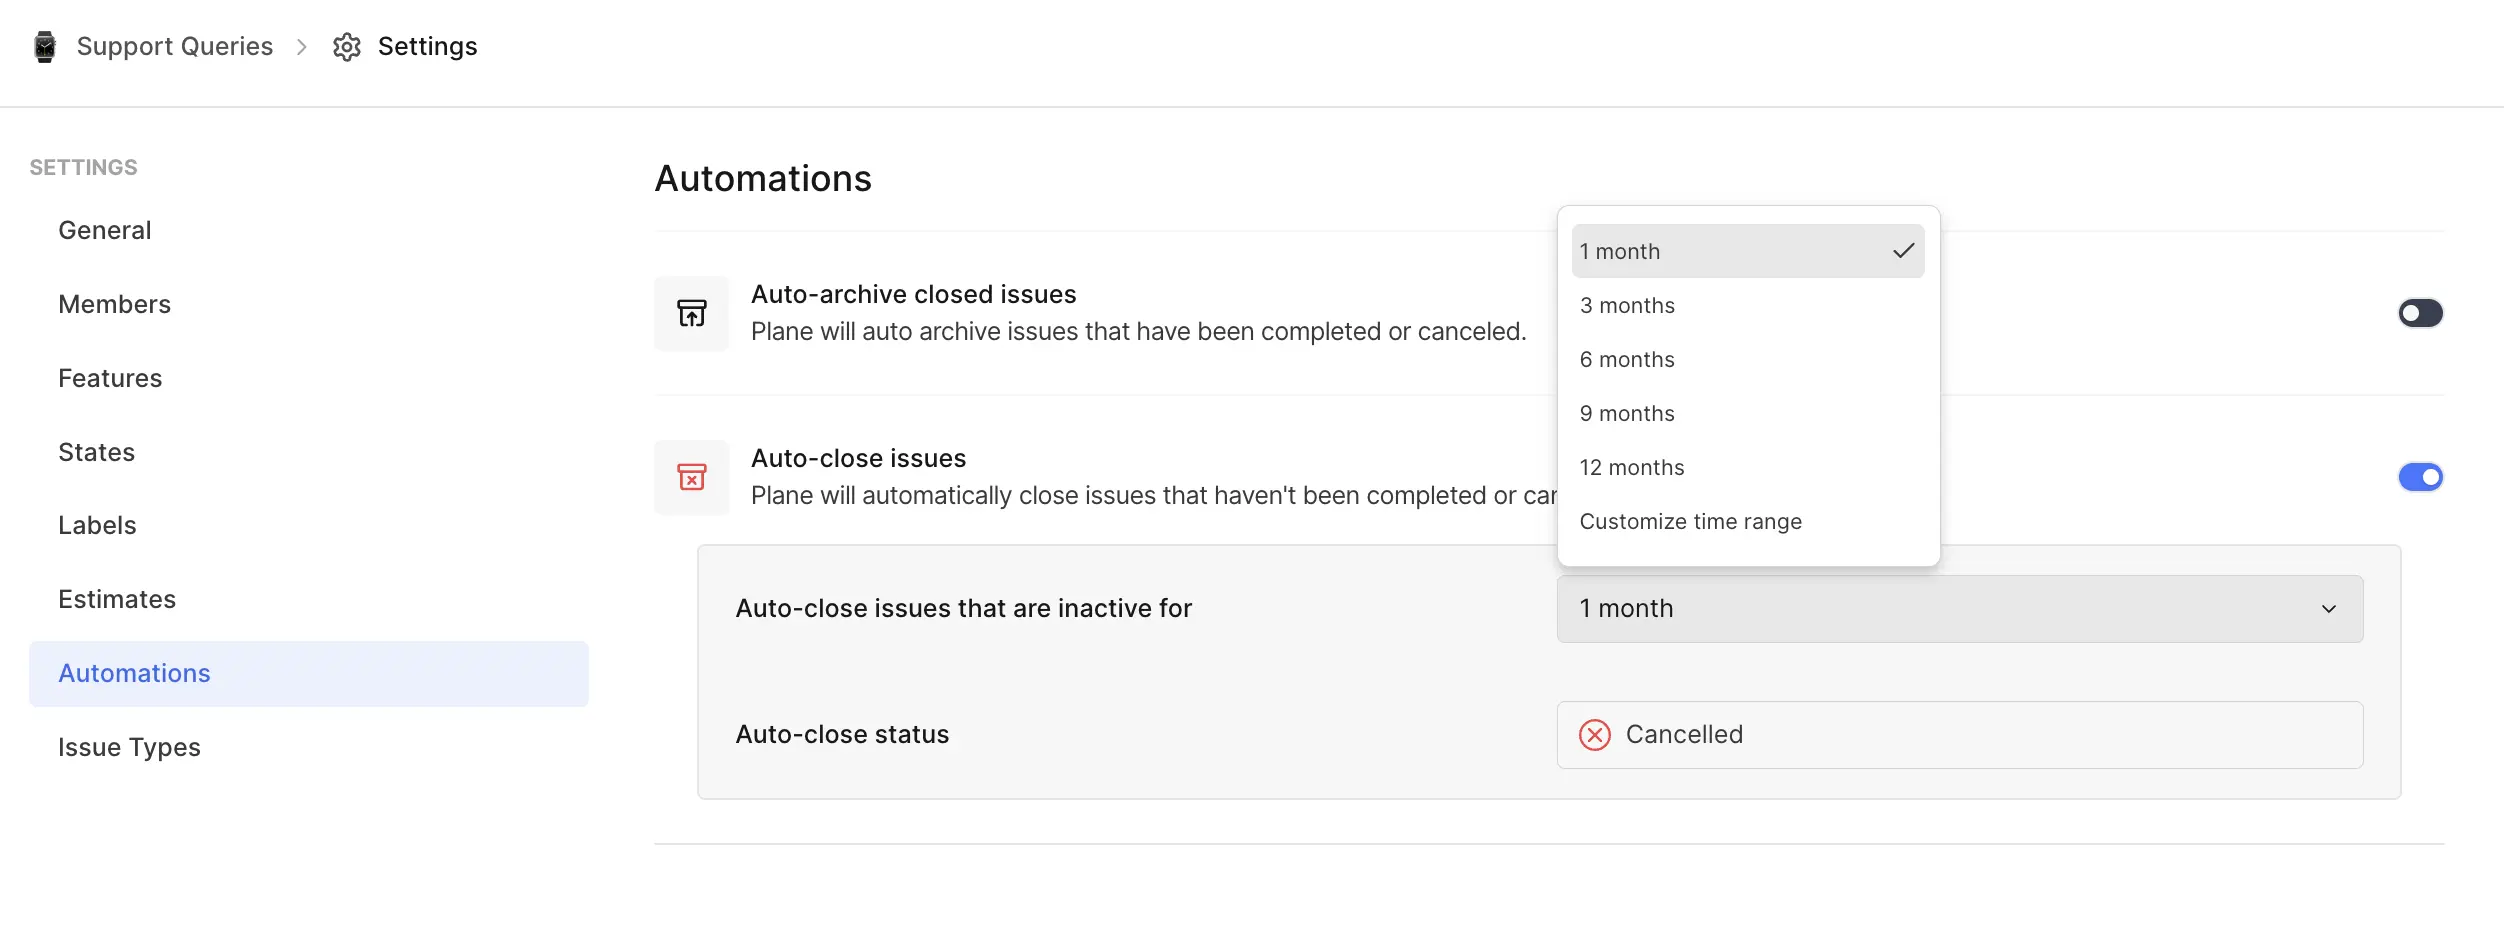 Support Queries
Settings
SETTINGS
General
Members
Features
States
Labels
Estimates
Automations
Issue Types
Automations
Auto-archive closed issues
Plane will auto archive issues that have been completed or canceled.
Auto-close issues
Plane will automatically close issues that haven't been completed or
1 month
3 months
6 months
9 months
12 months
Customize time range
Auto-close issues that are inactive for
1 month
Auto-close status
Cancelled